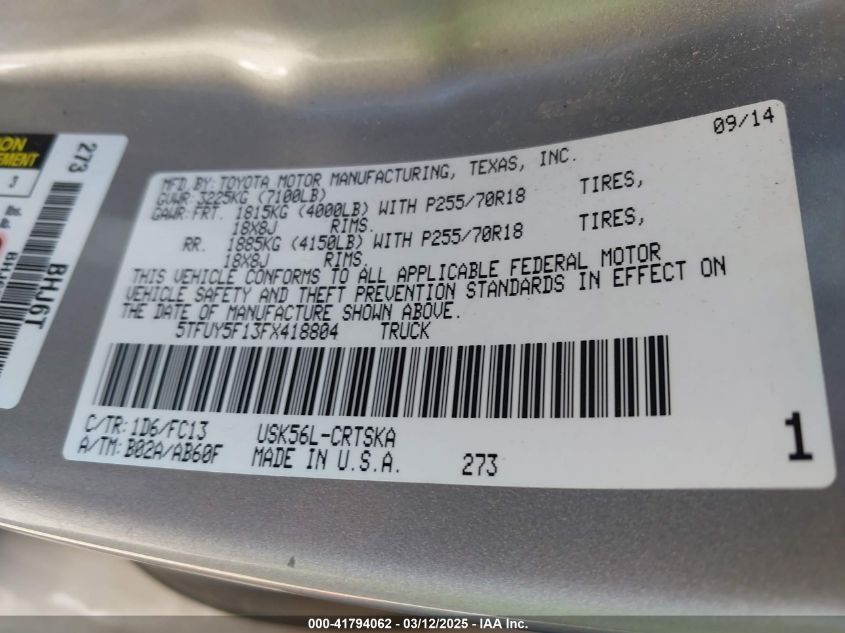 09/14
MFD.BY: TOYOTA MOTOR MANUFACTURING, TEXAS, INC.
GVWR: 3225KG (7100LB)
GAWR: FRT. 1815KG (4000LB) WITH P255/70R18 TIRES,
18X8J RIMS.
RR. 1885KG (4150LB) WITH P255/70R18 TIRES,
18X8J RIMS.
THIS VEHICLE CONFORMS TO ALL APPLICABLE FEDERAL MOTOR
VEHICLE SAFETY AND THEFT PREVENTION STANDARDS IN EFFECT ON
THE DATE OF MANUFACTURE SHOWN ABOVE.
5TFUY5F13FX418804 TRUCK
C/TR: 1D6/FC13 USK56L-CRTSKA
A/TM: B02A/AB60F MADE IN U.S.A. 273
1
273
BHJ6T
3
lbs.
000-41794062 - 03/12/2025 - IAA Inc.